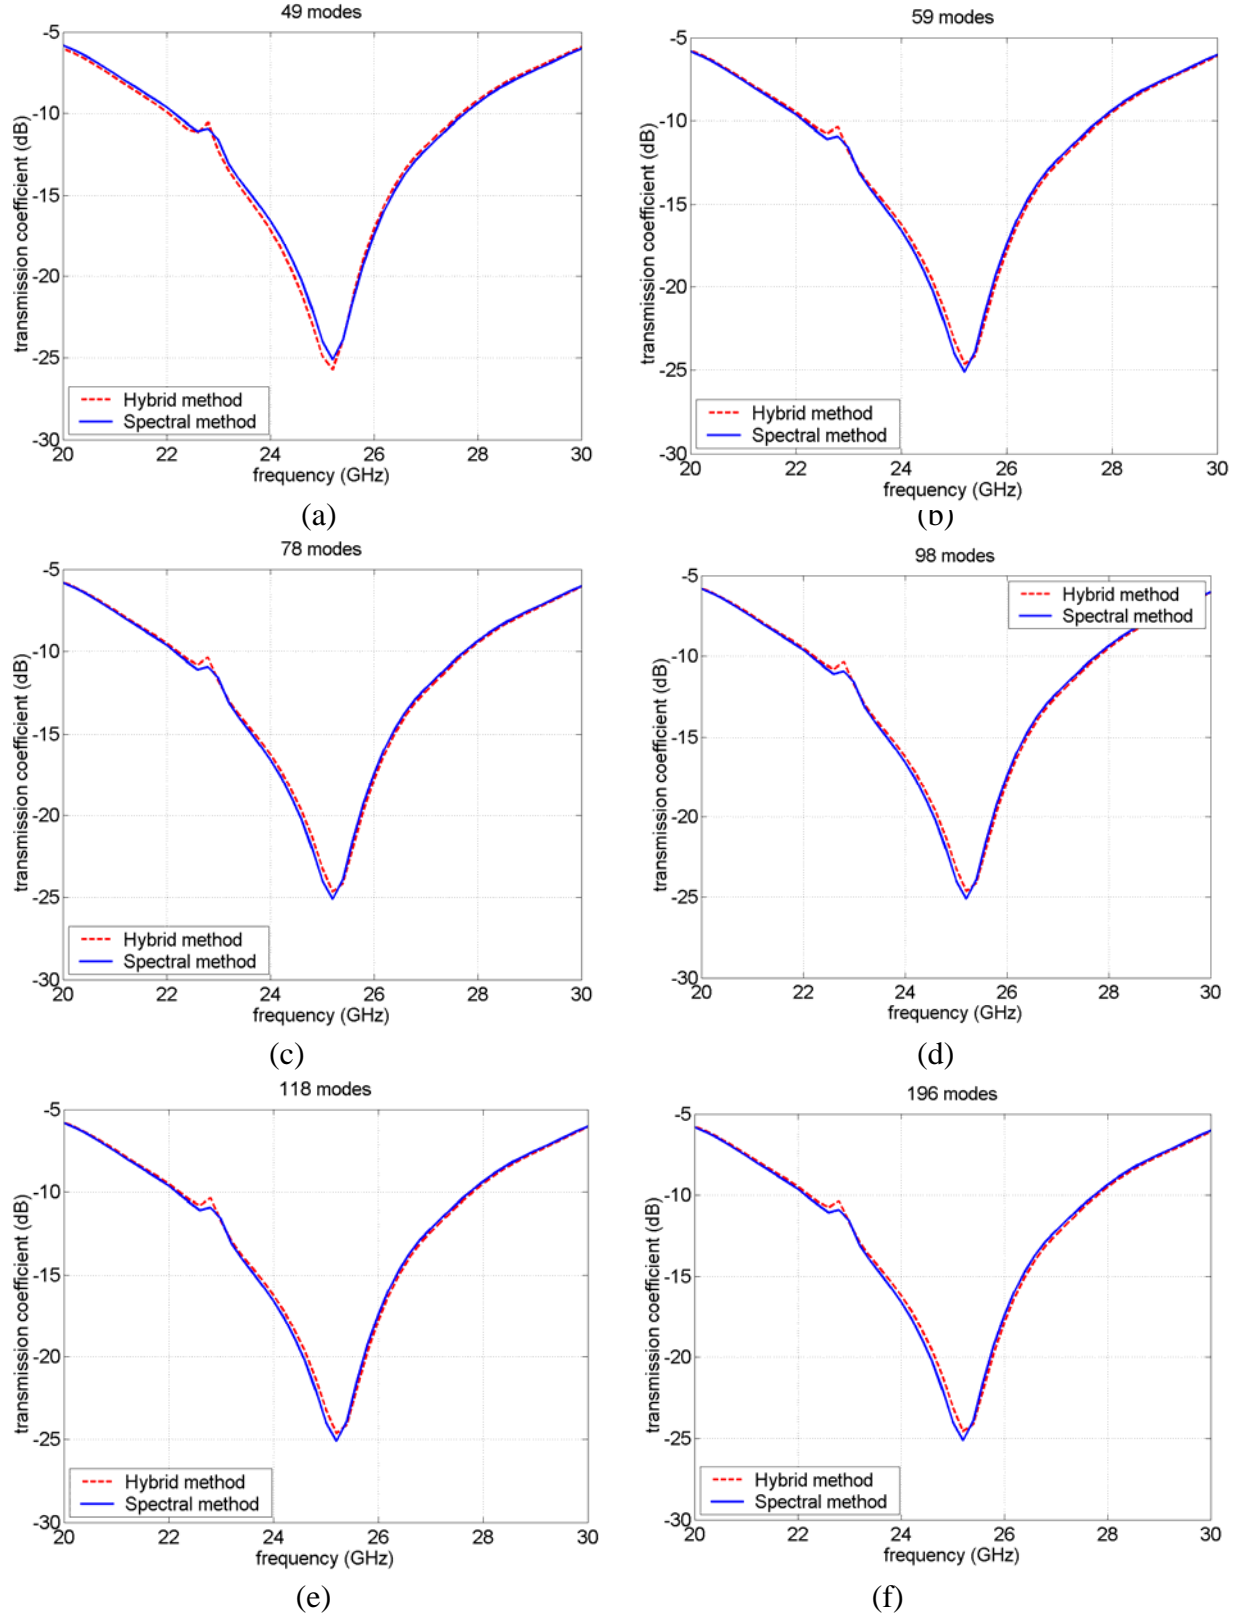 49 modes
-5
-10
-15
-20
-25
-30
20 22 24 26 28 30
transmission coefficient (dB)
frequency (GHz)
Hybrid method
Spectral method
(a)
59 modes
-5
-10
-15
-20
-25
-30
20 22 24 26 28 30
transmission coefficient (dB)
frequency (GHz)
Hybrid method
Spectral method
(b)
78 modes
-5
-10
-15
-20
-25
-30
20 22 24 26 28 30
transmission coefficient (dB)
frequency (GHz)
Hybrid method
Spectral method
(c)
98 modes
-5
-10
-15
-20
-25
-30
20 22 24 26 28 30
transmission coefficient (dB)
frequency (GHz)
Hybrid method
Spectral method
(d)
118 modes
-5
-10
-15
-20
-25
-30
20 22 24 26 28 30
transmission coefficient (dB)
frequency (GHz)
Hybrid method
Spectral method
(e)
196 modes
-5
-10
-15
-20
-25
-30
20 22 24 26 28 30
transmission coefficient (dB)
frequency (GHz)
Hybrid method
Spectral method
(f)